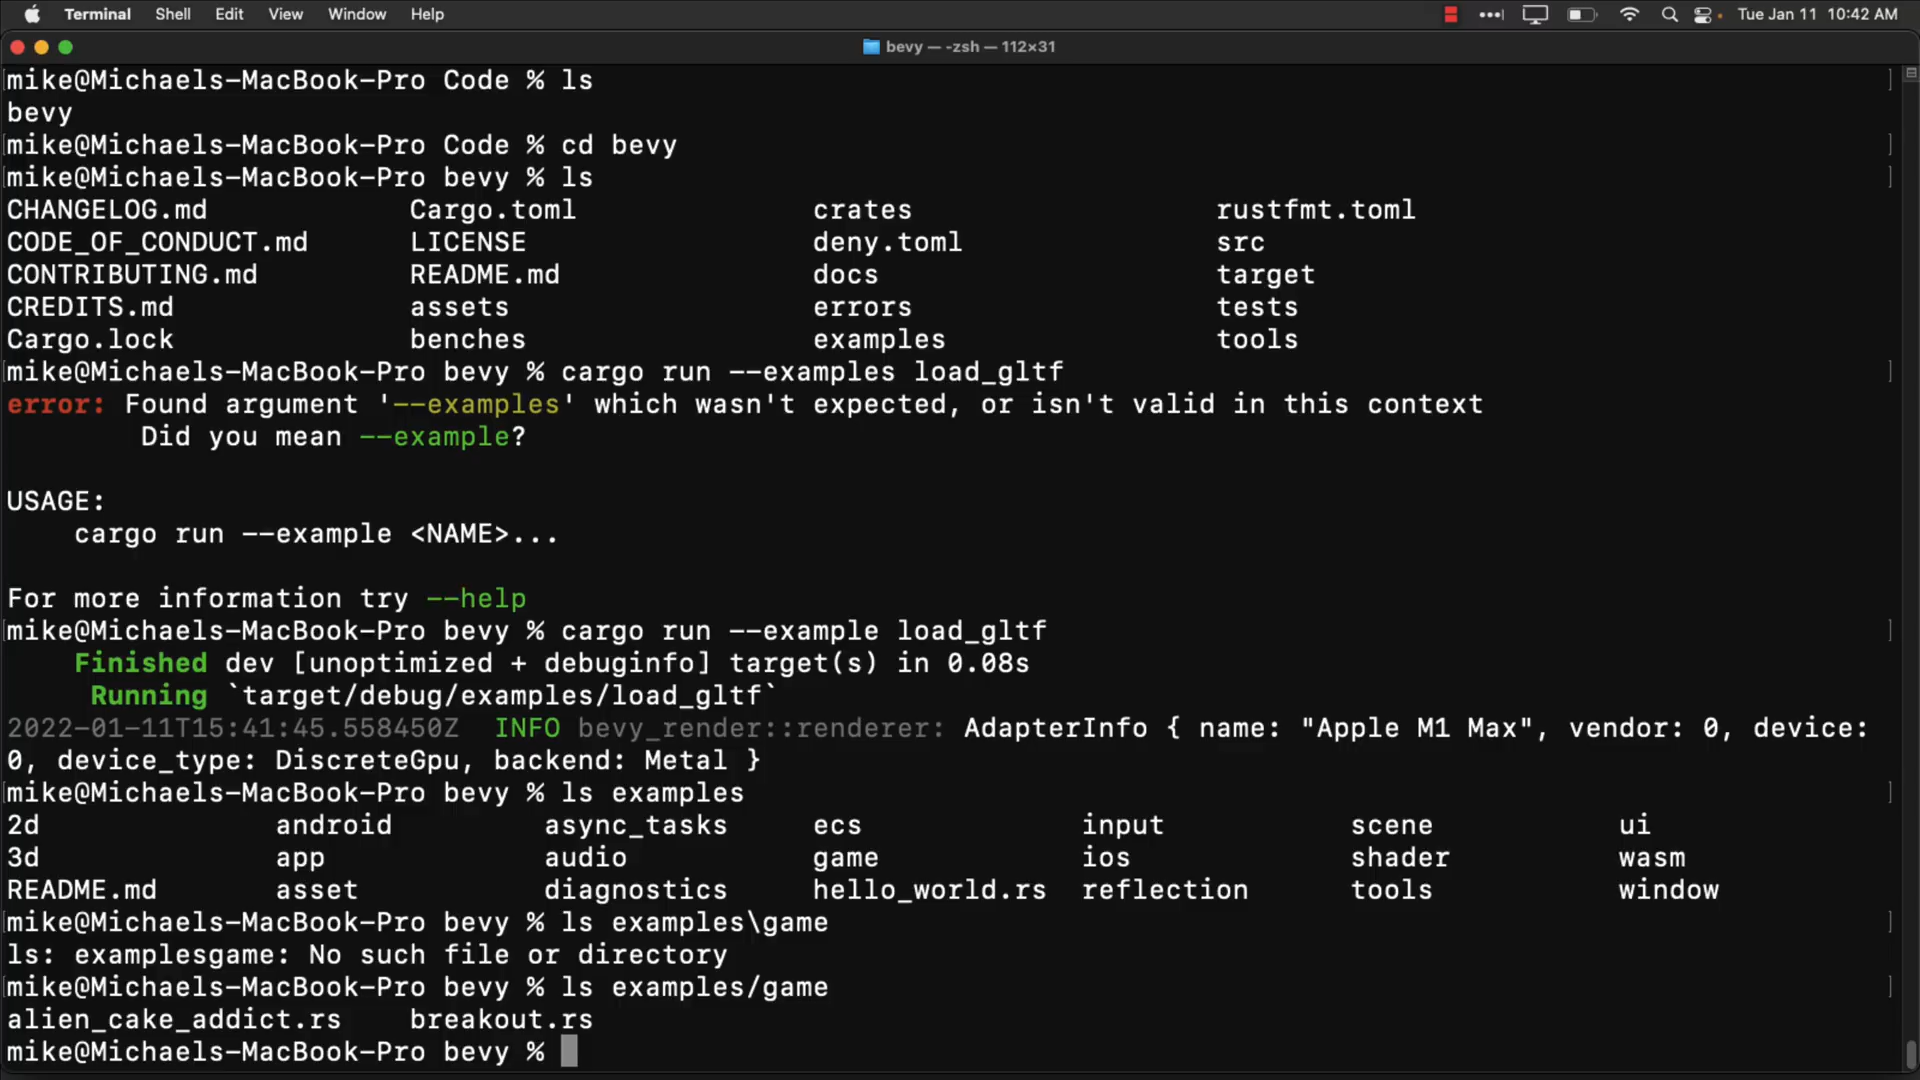 Terminal Shell Edit View Window Help Tue Jan 11 10:42 AM
bevy — -zsh — 112×31
mike@Michaels-MacBook-Pro Code % ls
bevy
mike@Michaels-MacBook-Pro Code % cd bevy
mike@Michaels-MacBook-Pro bevy % ls
CHANGELOG.md Cargo.toml crates rustfmt.toml
CODE_OF_CONDUCT.md LICENSE deny.toml src
CONTRIBUTING.md README.md docs target
CREDITS.md assets errors tests
Cargo.lock benches examples tools
mike@Michaels-MacBook-Pro bevy % cargo run --examples load_gltf
error: Found argument '--examples' which wasn't expected, or isn't valid in this context
Did you mean --example?
USAGE:
cargo run --example <NAME>...
For more information try --help
mike@Michaels-MacBook-Pro bevy % cargo run --example load_gltf
Finished dev [unoptimized + debuginfo] target(s) in 0.08s
Running `target/debug/examples/load_gltf`
2022-01-11T15:41:45.558450Z INFO bevy_render::renderer: AdapterInfo { name: "Apple M1 Max", vendor: 0, device:
0, device_type: DiscreteGpu, backend: Metal }
mike@Michaels-MacBook-Pro bevy % ls examples
2d android async_tasks ecs input scene ui
3d app audio game ios shader wasm
README.md asset diagnostics hello_world.rs reflection tools window
mike@Michaels-MacBook-Pro bevy % ls examples\game
ls: examplesgame: No such file or directory
mike@Michaels-MacBook-Pro bevy % ls examples/game
alien_cake_addict.rs breakout.rs
mike@Michaels-MacBook-Pro bevy %